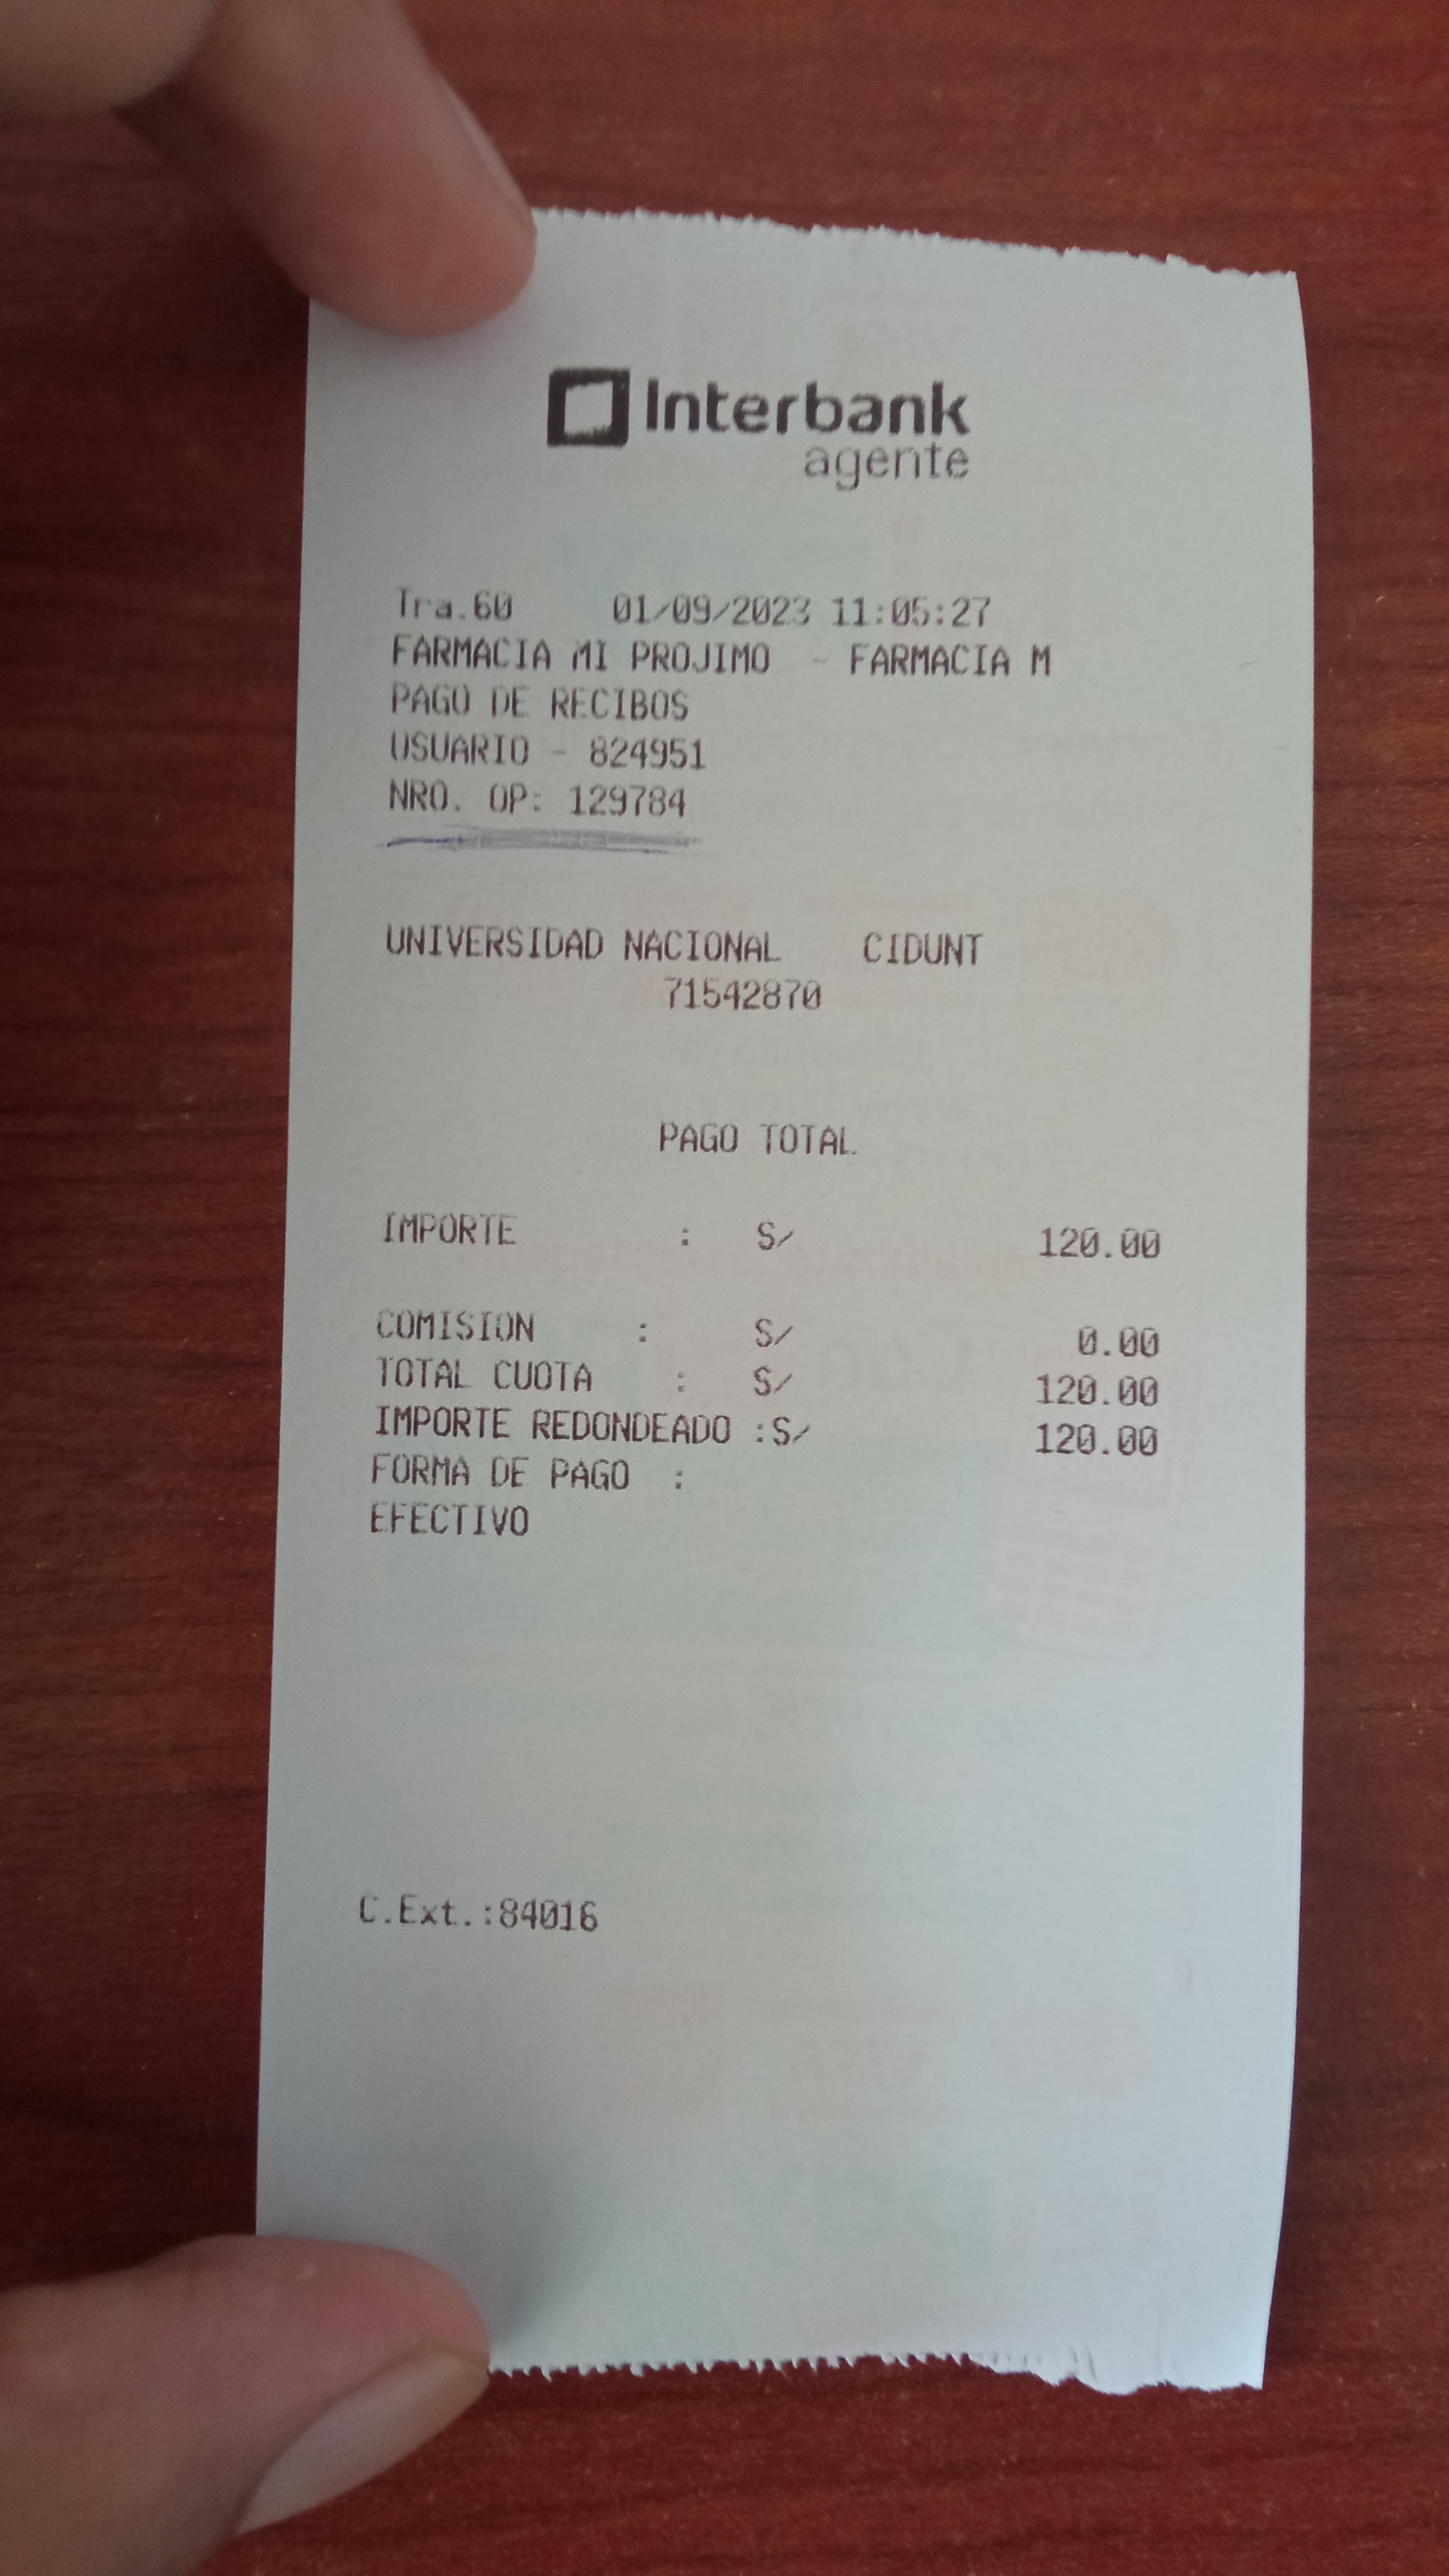 Interbank
agente
Tra.60 01/09/2023 11:05:27
FARMACIA MI PROJIMO - FARMACIA M
PAGO DE RECIBOS
USUARIO - 824951
NRO. OP: 129784
UNIVERSIDAD NACIONAL CIDUNT
71542870
PAGO TOTAL
IMPORTE : S/ 120.00
COMISION : S/ 0.00
TOTAL CUOTA : S/ 120.00
IMPORTE REDONDEADO :S/ 120.00
FORMA DE PAGO :
EFECTIVO
C.Ext.:84016